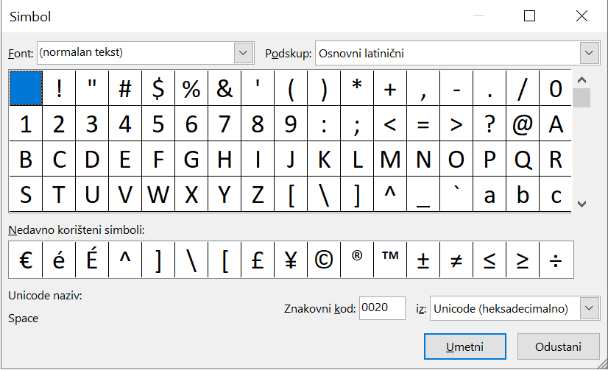 Simbol
Font: (normalan tekst) Podskup: Osnovni latinični
! " # $ % & ' ( ) * + , - . / 0
1 2 3 4 5 6 7 8 9 : ; < = > ? @ A
B C D E F G H I J K L M N O P Q R
S T U V W X Y Z [ \ ] ^ _ ` a b c
Nedavno korišteni simboli:
€ é É ^ ] \ [ £ ¥ © ® ™ ± ≠ ≤ ≥ ÷
Unicode naziv:
Space
Znakovni kod: 0020 iz: Unicode (heksadecimalno)
Umetni Odustani